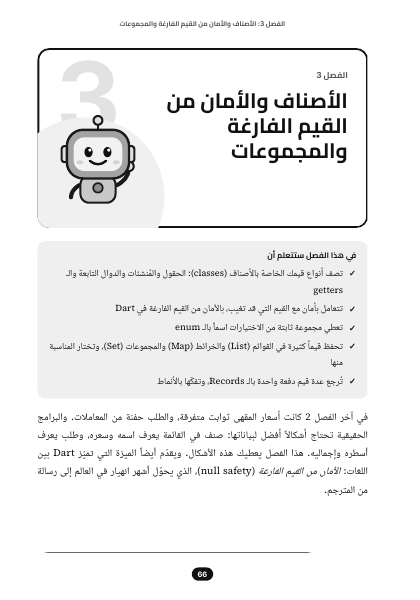 الفصل 3: الأصناف والأمان من القيم الفارغة والمجموعات
3
الفصل 3
الأصناف والأمان من
القيم الفارغة
والمجموعات
في هذا الفصل ستتعلم أن
✓ تصف أنواع قيمك الخاصة بالأصناف (classes): الحقول والمُنشئات والدوال التابعة والـ
getters
✓ تتعامل بأمان مع القيم التي قد تغيب، بالأمان من القيم الفارغة في Dart
✓ تعطي مجموعة ثابتة من الاختيارات اسماً بالـ enum
✓ تحفظ قيماً كثيرة في القوائم (List) والخرائط (Map) والمجموعات (Set)، وتختار المناسبة
منها
✓ تُرجع عدة قيم دفعة واحدة بالـ Records، وتفكّها بالأنماط
في آخر الفصل 2 كانت أسعار المقهى ثوابت متفرقة، والطلب حفنة من المعاملات. والبرامج
الحقيقية تحتاج أشكالاً أفضل لبياناتها: صنف في القائمة يعرف اسمه وسعره، وطلب يعرف
أسطره وإجماليه. هذا الفصل يعطيك هذه الأشكال. ويقدّم أيضاً الميزة التي تميّز Dart بين
اللغات: الأمان من القيم الفارغة (null safety)، الذي يحوّل أشهر انهيار في العالم إلى رسالة
من المترجم.
66